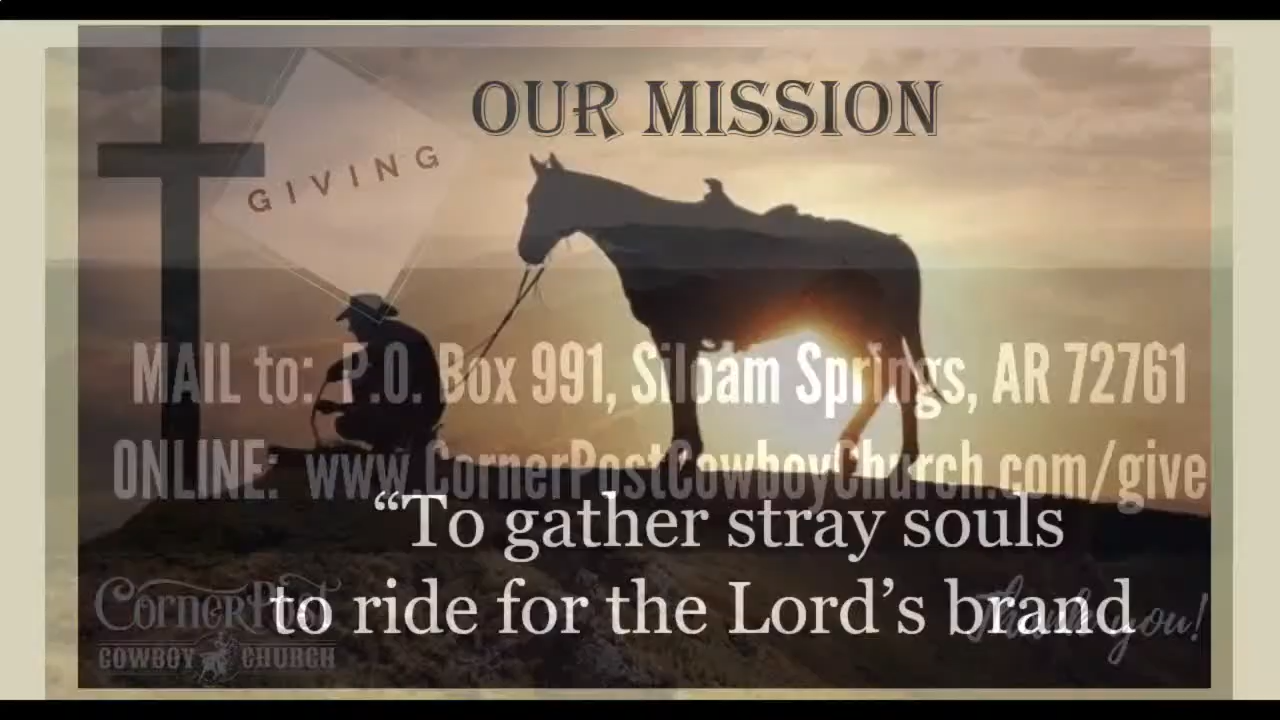 OUR MISSION
GIVING
MAIL to: P.O. Box 991, Siloam Springs, AR 72761
ONLINE: www.CornerPostCowboyChurch.com/give
“To gather stray souls
to ride for the Lord’s brand
CORNERPOST
COWBOY CHURCH
Thank you!